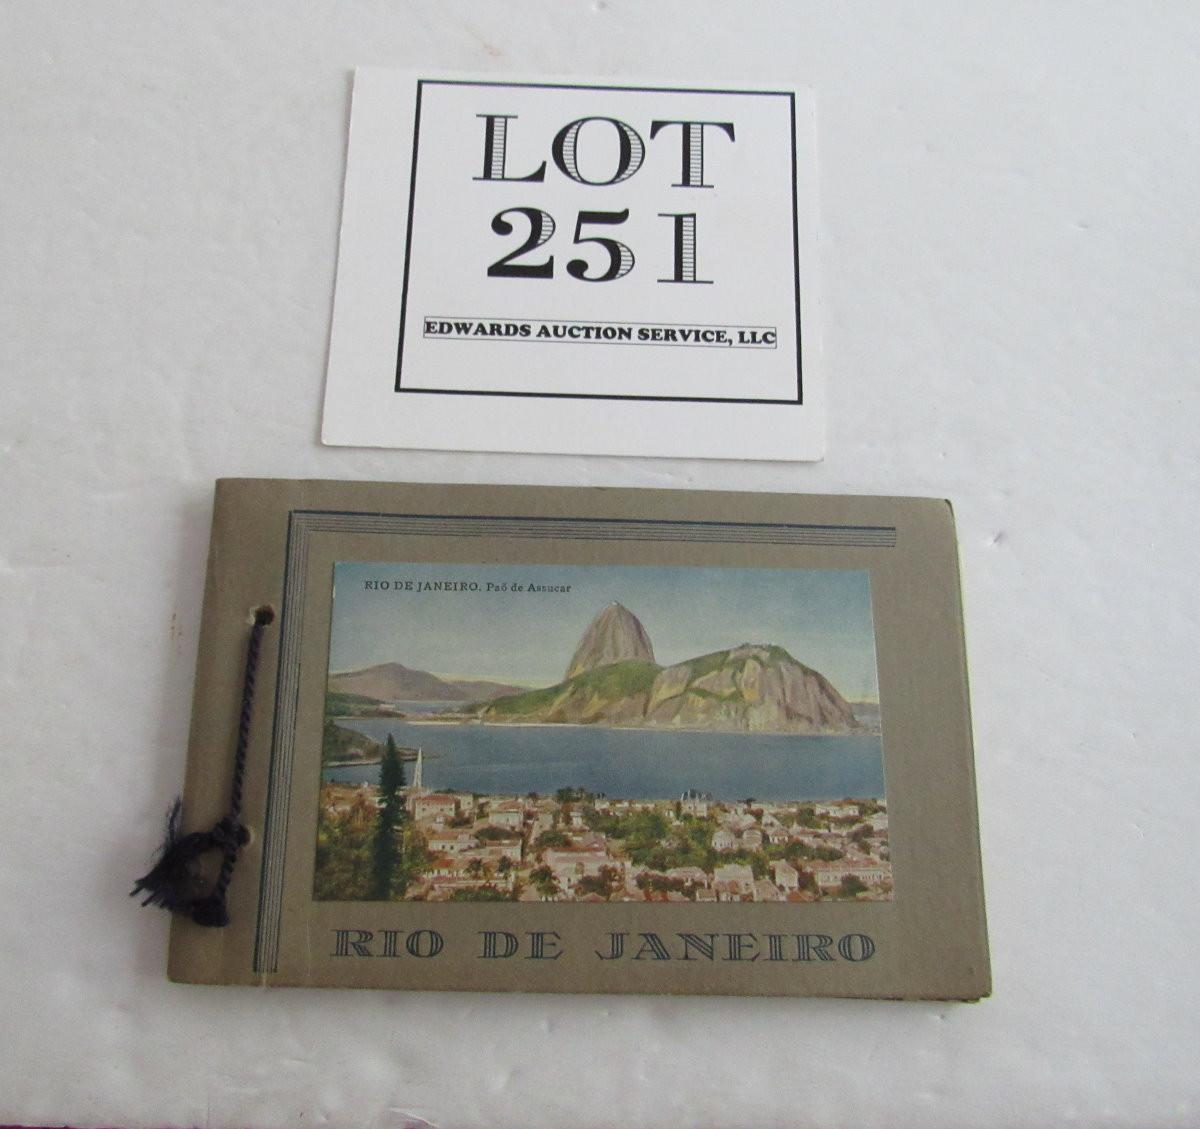 LOT
251
EDWARDS AUCTION SERVICE, LLC
RIO DE JANEIRO. Paõ de Assucar
RIO DE JANEIRO